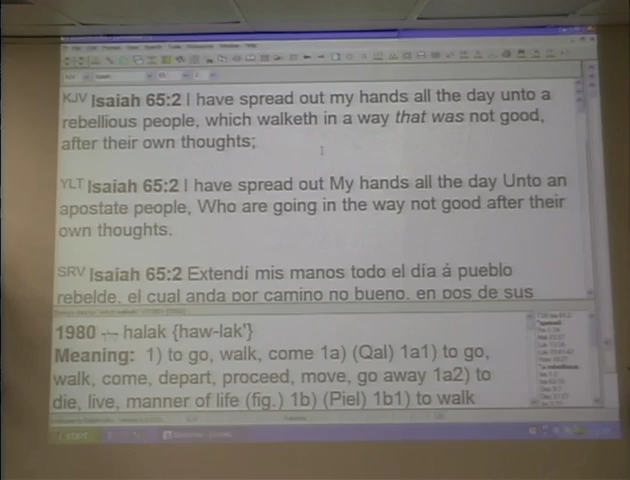 KJV Isaiah 65:2 I have spread out my hands all the day unto a
rebellious people, which walketh in a way that was not good,
after their own thoughts;
YLT Isaiah 65:2 I have spread out My hands all the day Unto an
apostate people, Who are going in the way not good after their
own thoughts.
SRV Isaiah 65:2 Extendí mis manos todo el día á pueblo
rebelde, el cual anda por camino no bueno, en pos de sus
1980 halak {haw-lak'}
Meaning: 1) to go, walk, come 1a) (Qal) 1a1) to go,
walk, come, depart, proceed, move, go away 1a2) to
die, live, manner of life (fig.) 1b) (Piel) 1b1) to walk
start